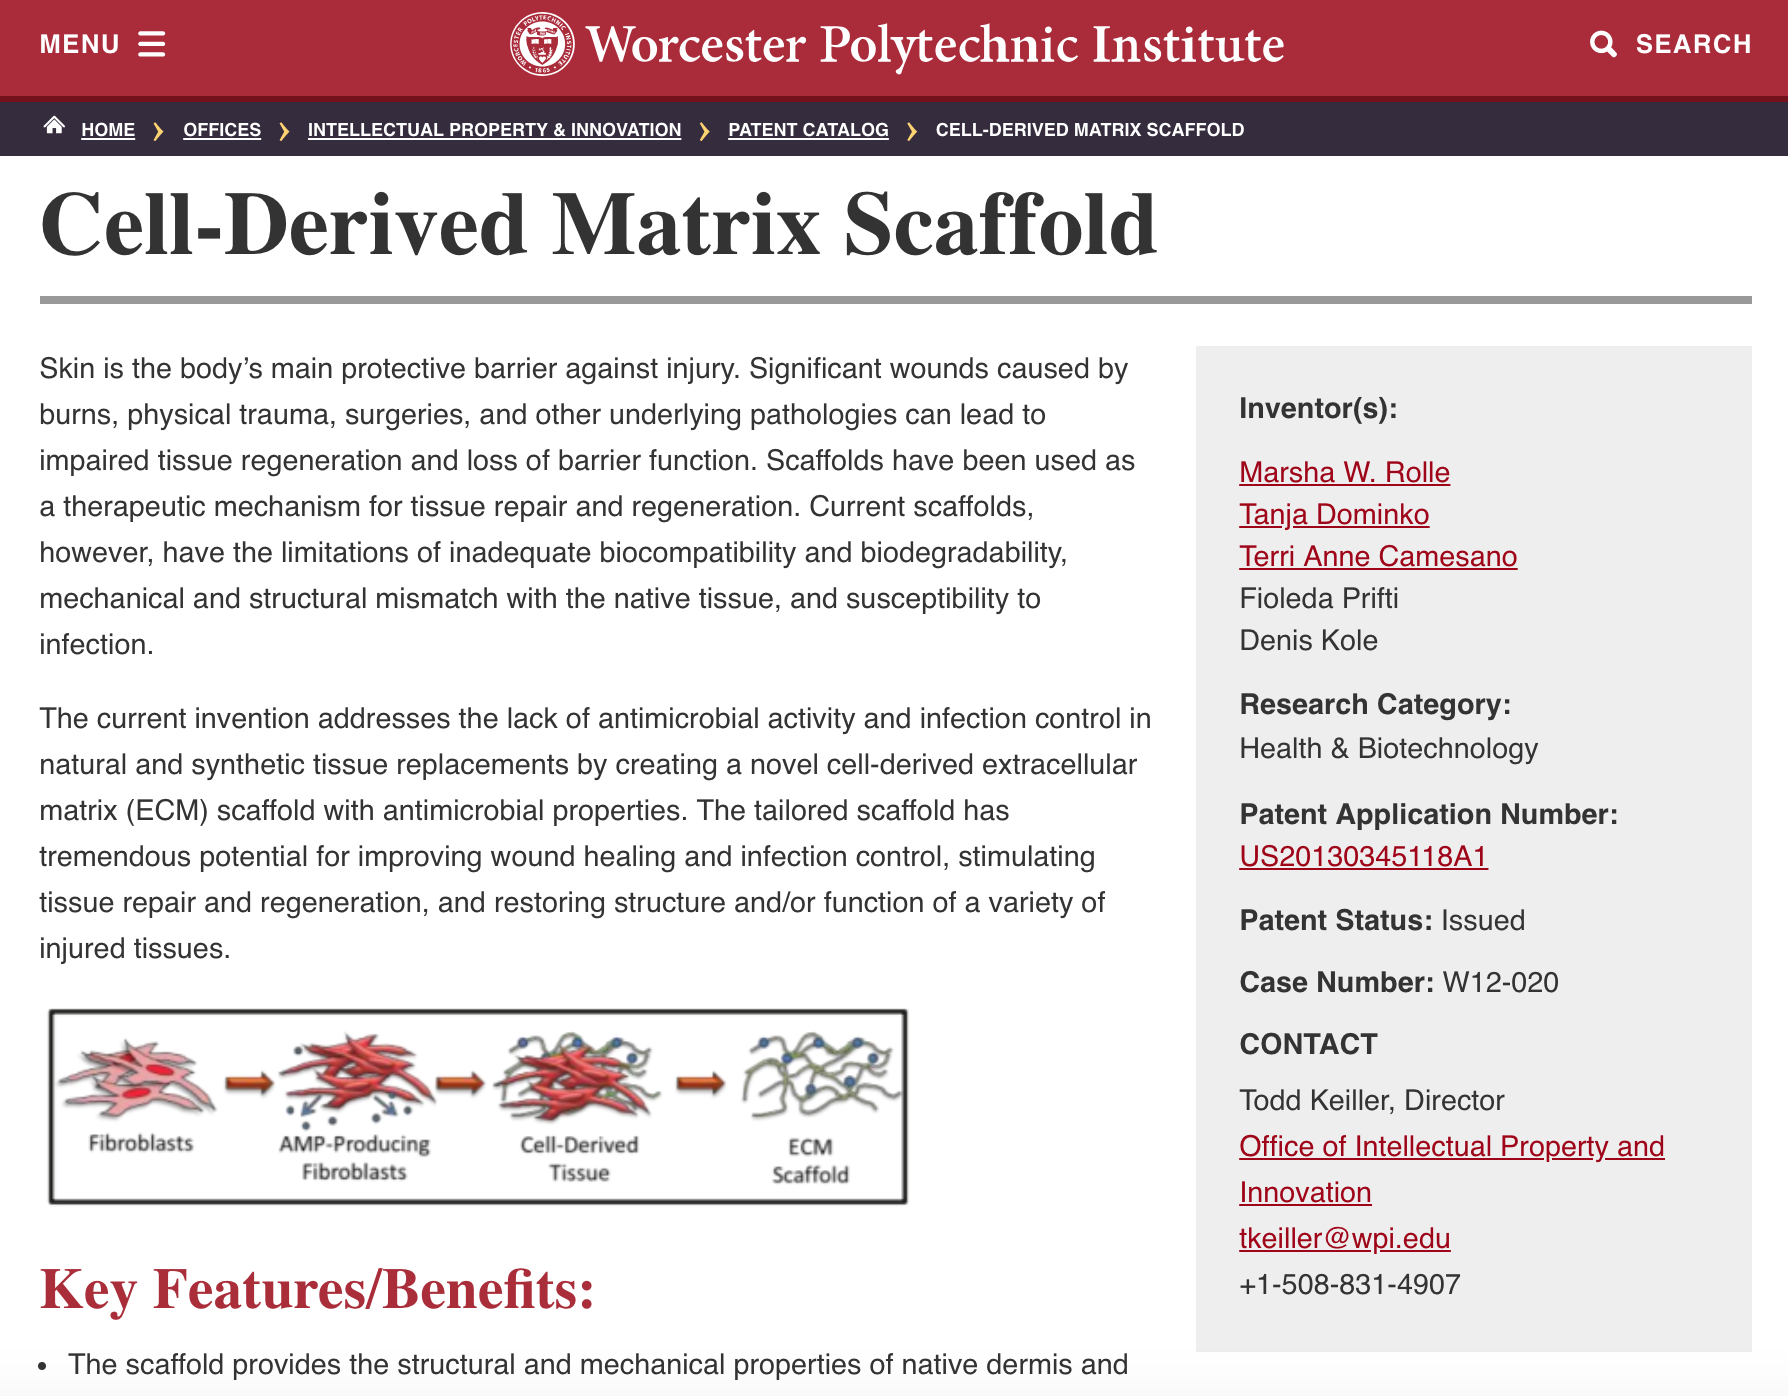 MENU
Worcester Polytechnic Institute
SEARCH
HOME
OFFICES
INTELLECTUAL PROPERTY & INNOVATION
PATENT CATALOG
CELL-DERIVED MATRIX SCAFFOLD
Cell-Derived Matrix Scaffold
Skin is the body’s main protective barrier against injury. Significant wounds caused by
burns, physical trauma, surgeries, and other underlying pathologies can lead to
impaired tissue regeneration and loss of barrier function. Scaffolds have been used as
a therapeutic mechanism for tissue repair and regeneration. Current scaffolds,
however, have the limitations of inadequate biocompatibility and biodegradability,
mechanical and structural mismatch with the native tissue, and susceptibility to
infection.
The current invention addresses the lack of antimicrobial activity and infection control in
natural and synthetic tissue replacements by creating a novel cell-derived extracellular
matrix (ECM) scaffold with antimicrobial properties. The tailored scaffold has
tremendous potential for improving wound healing and infection control, stimulating
tissue repair and regeneration, and restoring structure and/or function of a variety of
injured tissues.
Fibroblasts
AMP-Producing
Fibroblasts
Cell-Derived
Tissue
ECM
Scaffold
Key Features/Benefits:
• The scaffold provides the structural and mechanical properties of native dermis and
Inventor(s):
Marsha W. Rolle
Tanja Dominko
Terri Anne Camesano
Fioleda Prifti
Denis Kole
Research Category:
Health & Biotechnology
Patent Application Number:
US20130345118A1
Patent Status: Issued
Case Number: W12-020
CONTACT
Todd Keiller, Director
Office of Intellectual Property and
Innovation
tkeiller@wpi.edu
+1-508-831-4907